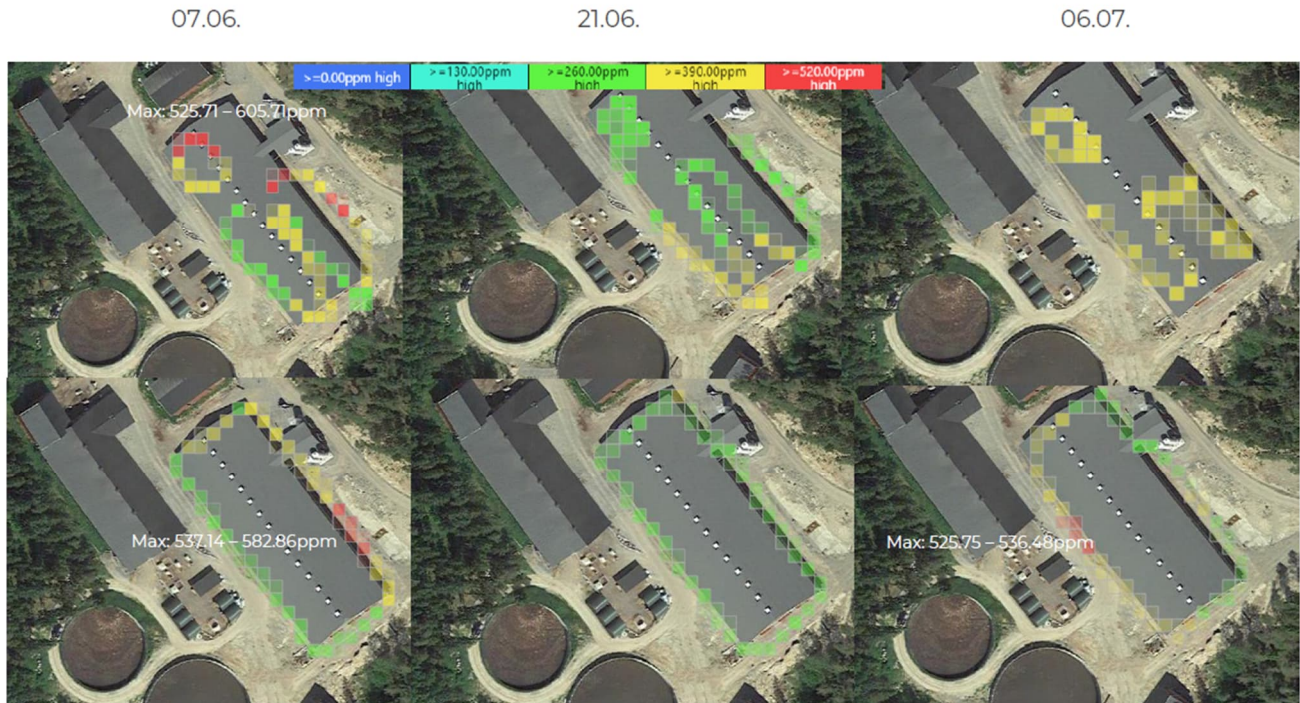 07.06.
21.06.
06.07.
>=0.00ppm high
>=130.00ppm
high
>=260.00ppm
high
>=390.00ppm
high
>=520.00ppm
high
Max: 525.71 – 605.71ppm
Max: 537.14 – 582.86ppm
Max: 525.75 – 536.48ppm